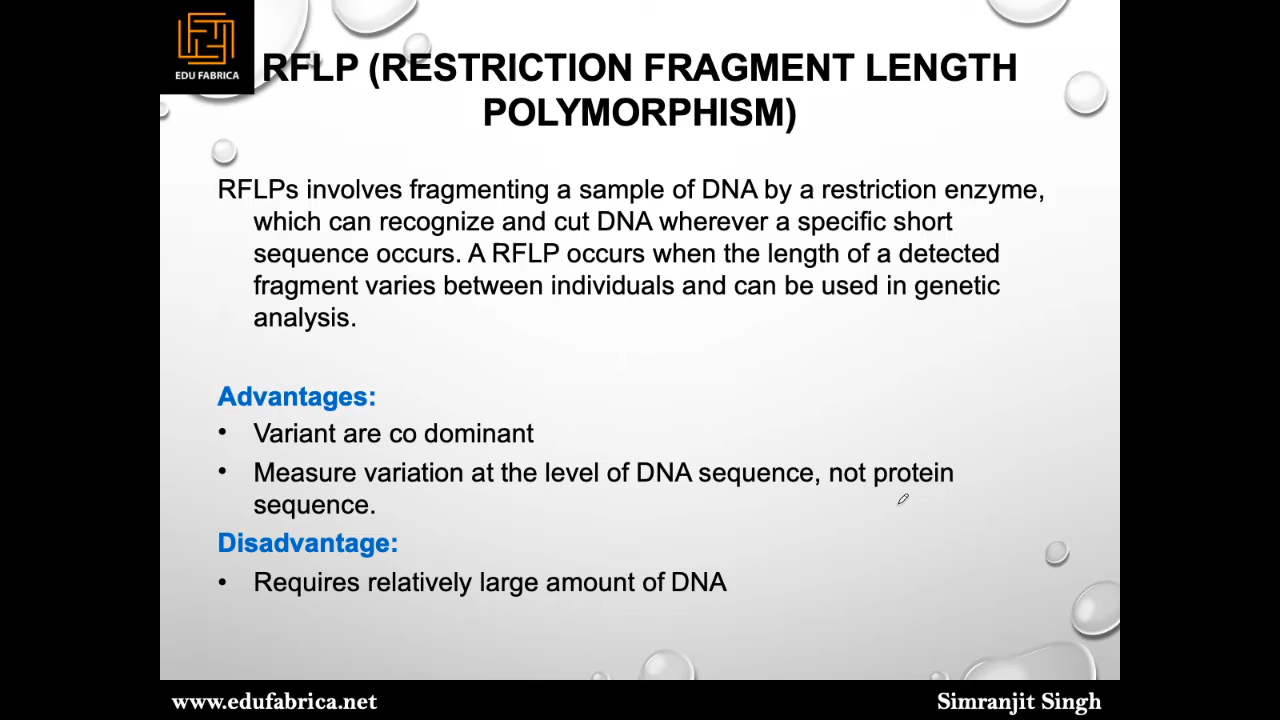 EDU FABRICA
RFLP (RESTRICTION FRAGMENT LENGTH
POLYMORPHISM)
RFLPs involves fragmenting a sample of DNA by a restriction enzyme,
which can recognize and cut DNA wherever a specific short
sequence occurs. A RFLP occurs when the length of a detected
fragment varies between individuals and can be used in genetic
analysis.
Advantages:
• Variant are co dominant
• Measure variation at the level of DNA sequence, not protein
sequence.
Disadvantage:
• Requires relatively large amount of DNA
www.edufabrica.net
Simranjit Singh